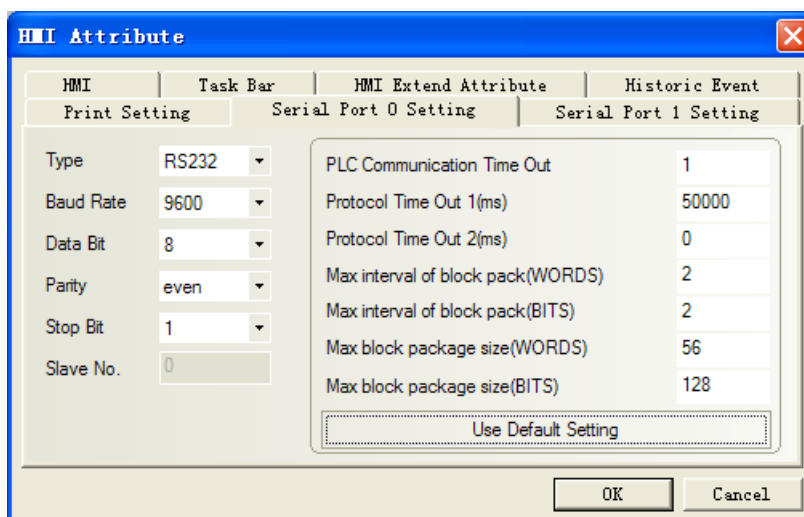 HMI Attribute
HMI Task Bar HMI Extend Attribute Historic Event
Print Setting Serial Port 0 Setting Serial Port 1 Setting
Type RS232
Baud Rate 9600
Data Bit 8
Parity even
Stop Bit 1
Slave No. 0
PLC Communication Time Out 1
Protocol Time Out 1(ms) 50000
Protocol Time Out 2(ms) 0
Max interval of block pack(WORDS) 2
Max interval of block pack(BITS) 2
Max block package size(WORDS) 56
Max block package size(BITS) 128
Use Default Setting
OK Cancel